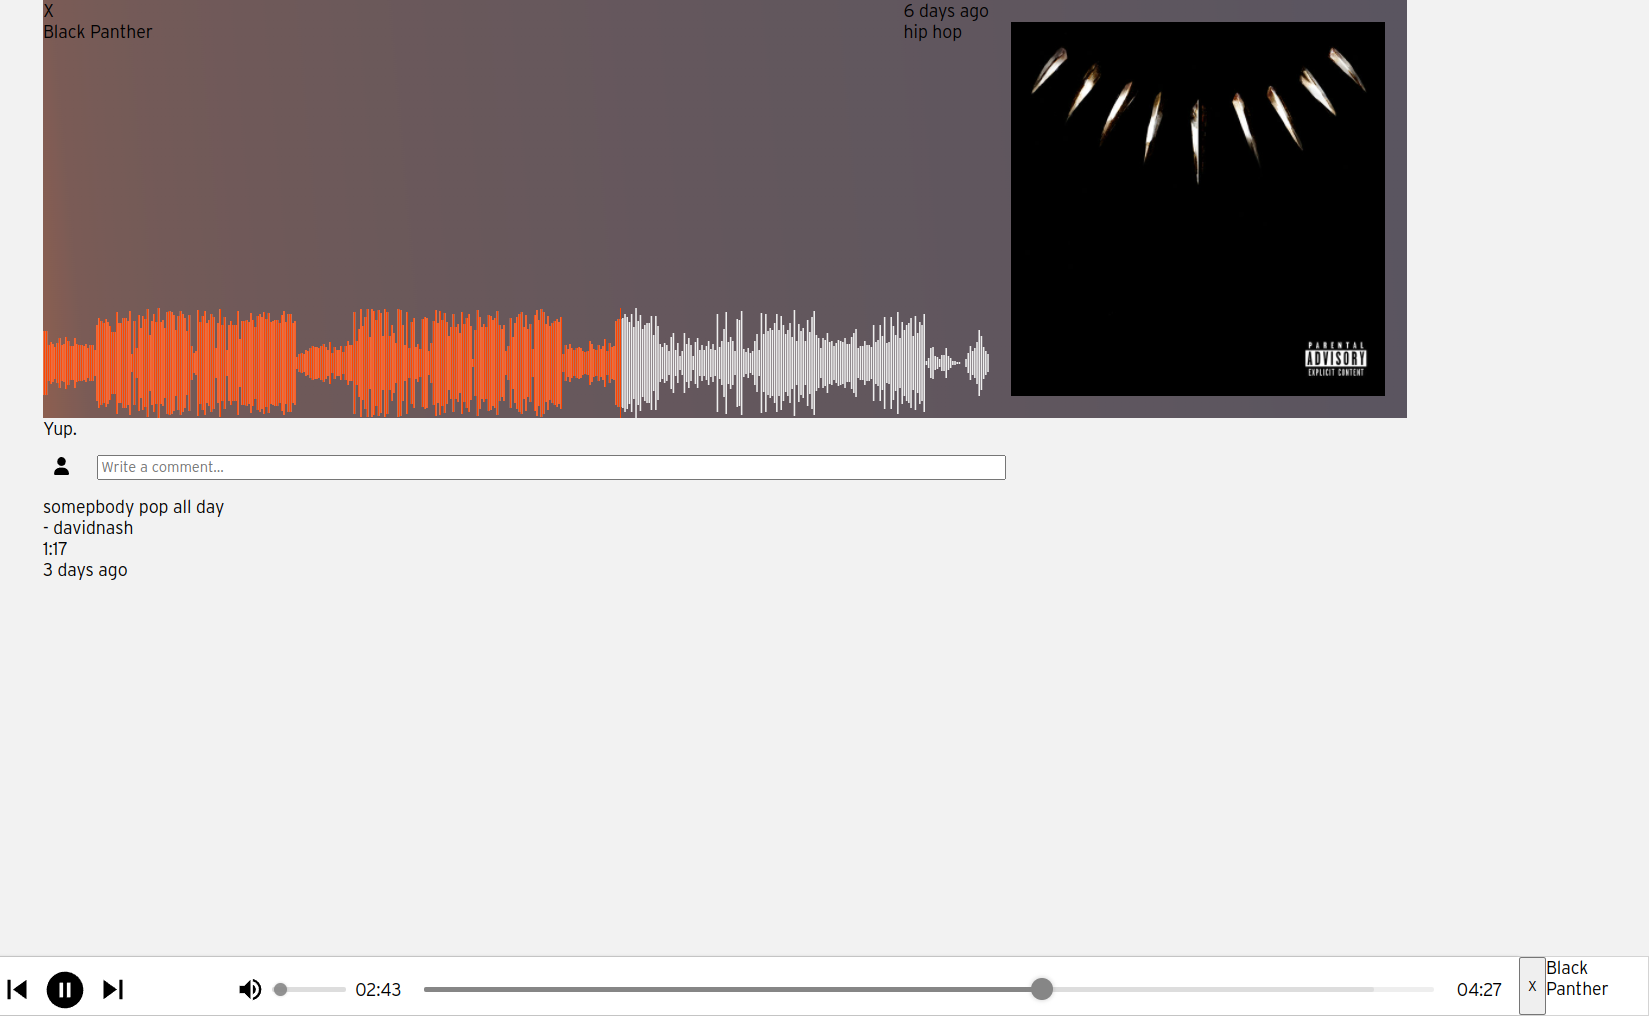 X
Black Panther
6 days ago
hip hop
PARENTAL
ADVISORY
EXPLICIT CONTENT
Yup.
Write a comment...
somepbody pop all day
- davidnash
1:17
3 days ago
02:43
04:27
X
Black
Panther